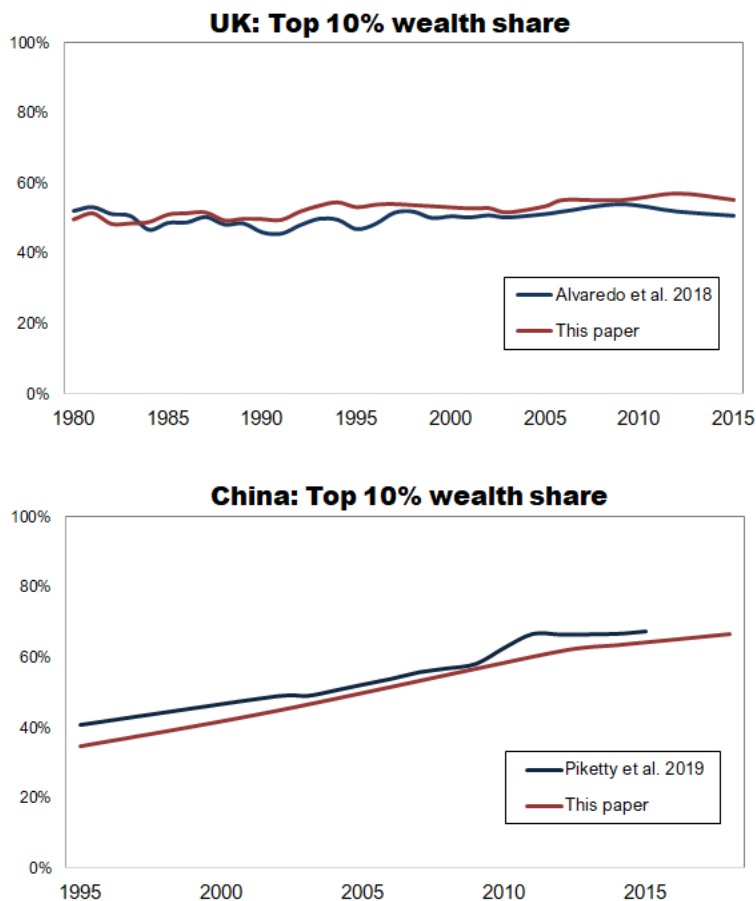 UK: Top 10% wealth share
100%
80%
60%
40%
20%
0%
Alvaredo et al. 2018
This paper
1980 1985 1990 1995 2000 2005 2010 2015
China: Top 10% wealth share
100%
80%
60%
40%
20%
0%
Piketty et al. 2019
This paper
1995 2000 2005 2010 2015